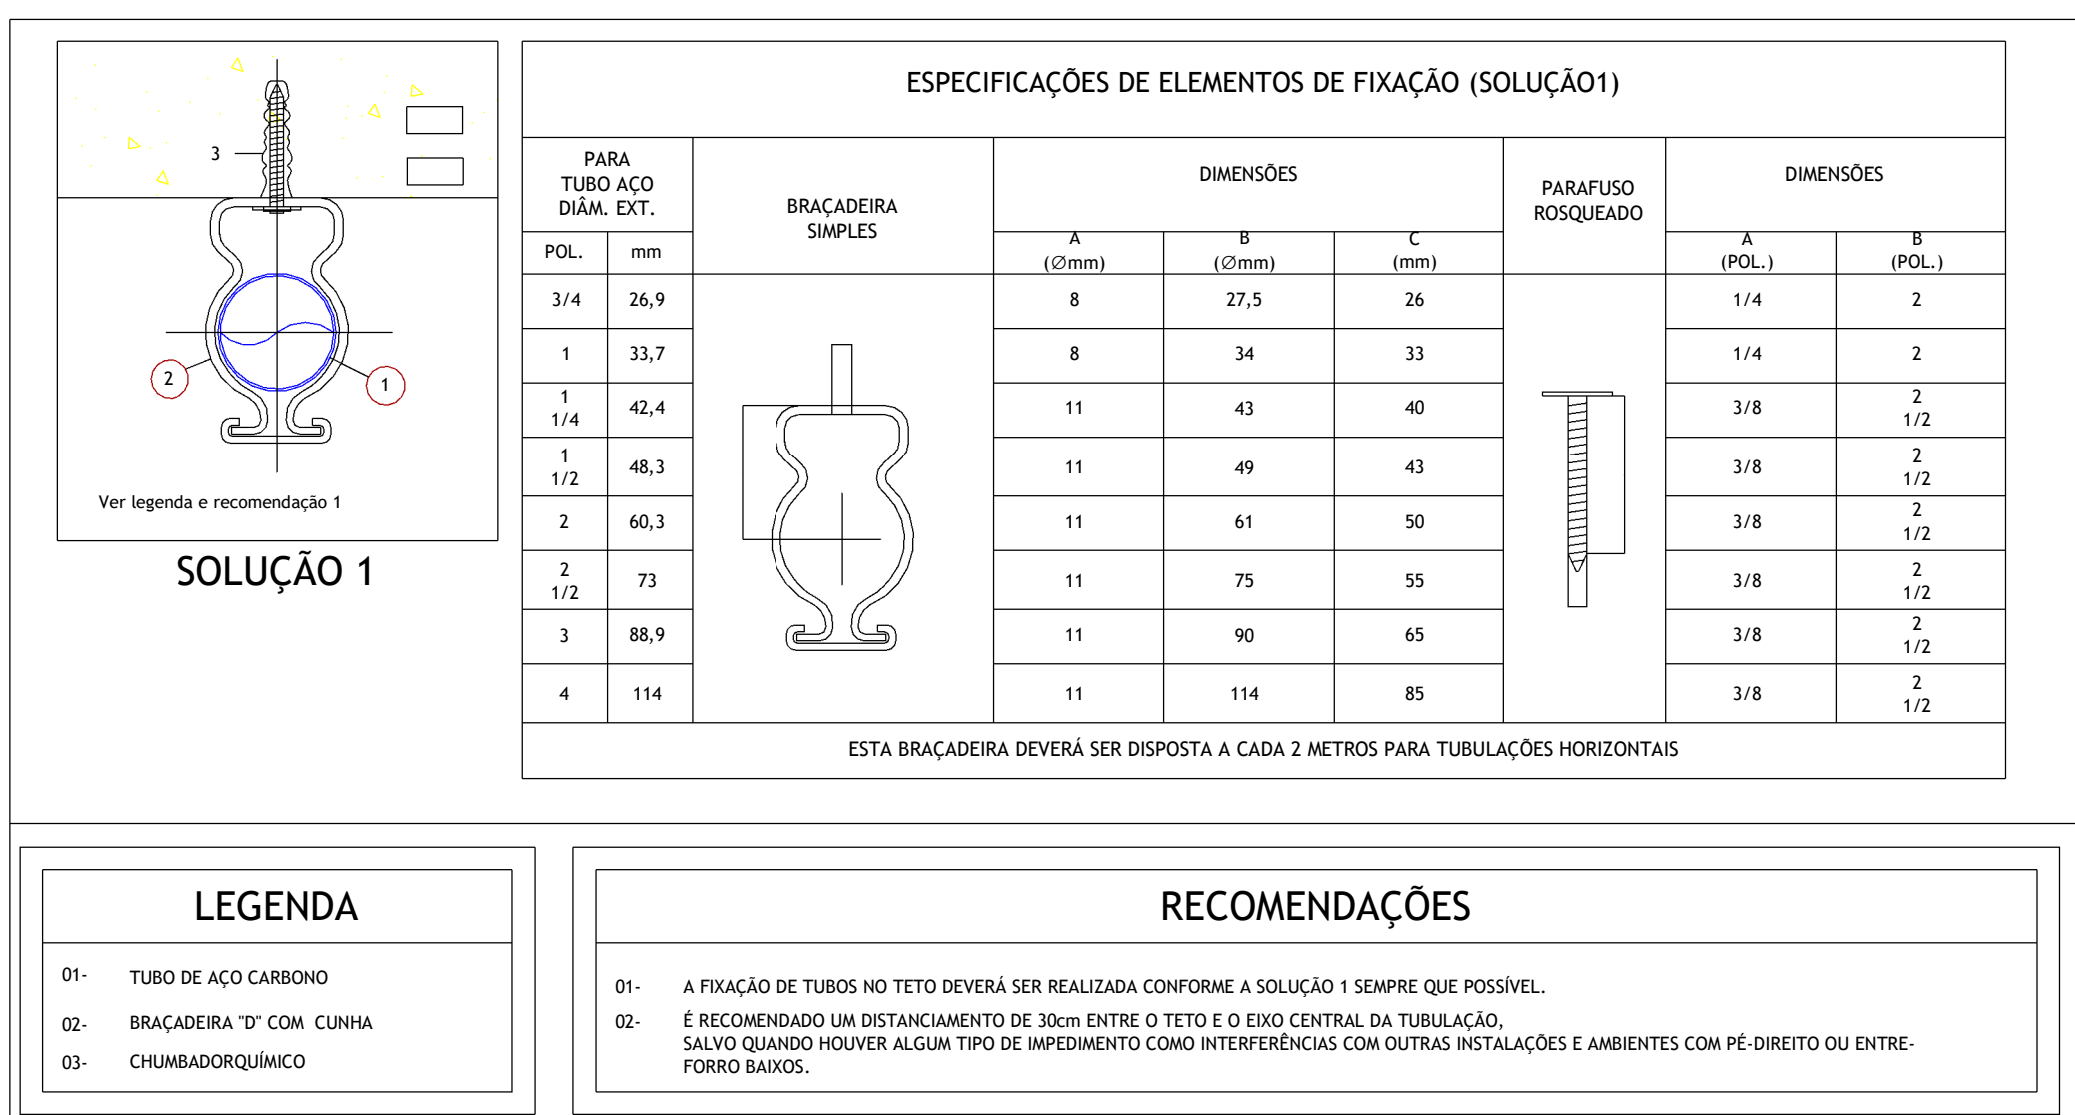 3
2
1
Ver legenda e recomendação 1
SOLUÇÃO 1
ESPECIFICAÇÕES DE ELEMENTOS DE FIXAÇÃO (SOLUÇÃO1)
PARA
TUBO AÇO
DIÂM. EXT.
BRAÇADEIRA
SIMPLES
DIMENSÕES
PARAFUSO
ROSQUEADO
DIMENSÕES
POL. mm
A
(∅mm)
B
(∅mm)
C
(mm)
A
(POL.)
B
(POL.)
3/4 26,9 8 27,5 26 1/4 2
1 33,7 8 34 33 1/4 2
1
1/4
42,4 11 43 40 3/8
2
1/2
1
1/2
48,3 11 49 43 3/8
2
1/2
2 60,3 11 61 50 3/8
2
1/2
2
1/2
73 11 75 55 3/8
2
1/2
3 88,9 11 90 65 3/8
2
1/2
4 114 11 114 85 3/8
2
1/2
ESTA BRAÇADEIRA DEVERÁ SER DISPOSTA A CADA 2 METROS PARA TUBULAÇÕES HORIZONTAIS
LEGENDA
01- TUBO DE AÇO CARBONO
02- BRAÇADEIRA "D" COM CUNHA
03- CHUMBADORQUÍMICO
RECOMENDAÇÕES
01- A FIXAÇÃO DE TUBOS NO TETO DEVERÁ SER REALIZADA CONFORME A SOLUÇÃO 1 SEMPRE QUE POSSÍVEL.
02- É RECOMENDADO UM DISTANCIAMENTO DE 30cm ENTRE O TETO E O EIXO CENTRAL DA TUBULAÇÃO,
SALVO QUANDO HOUVER ALGUM TIPO DE IMPEDIMENTO COMO INTERFERÊNCIAS COM OUTRAS INSTALAÇÕES E AMBIENTES COM PÉ-DIREITO OU ENTRE-
FORRO BAIXOS.